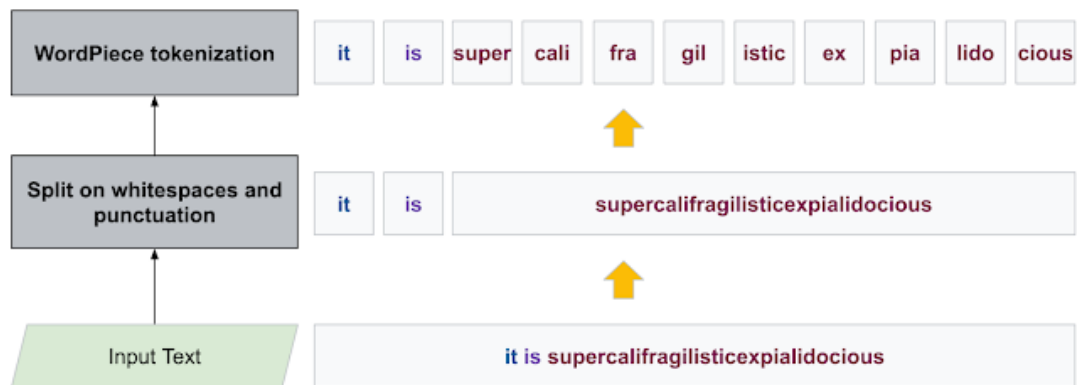 WordPiece tokenization
it is super cali fra gil istic ex pia lido cious
Split on whitespaces and
punctuation
it is supercalifragilisticexpialidocious
Input Text
it is supercalifragilisticexpialidocious